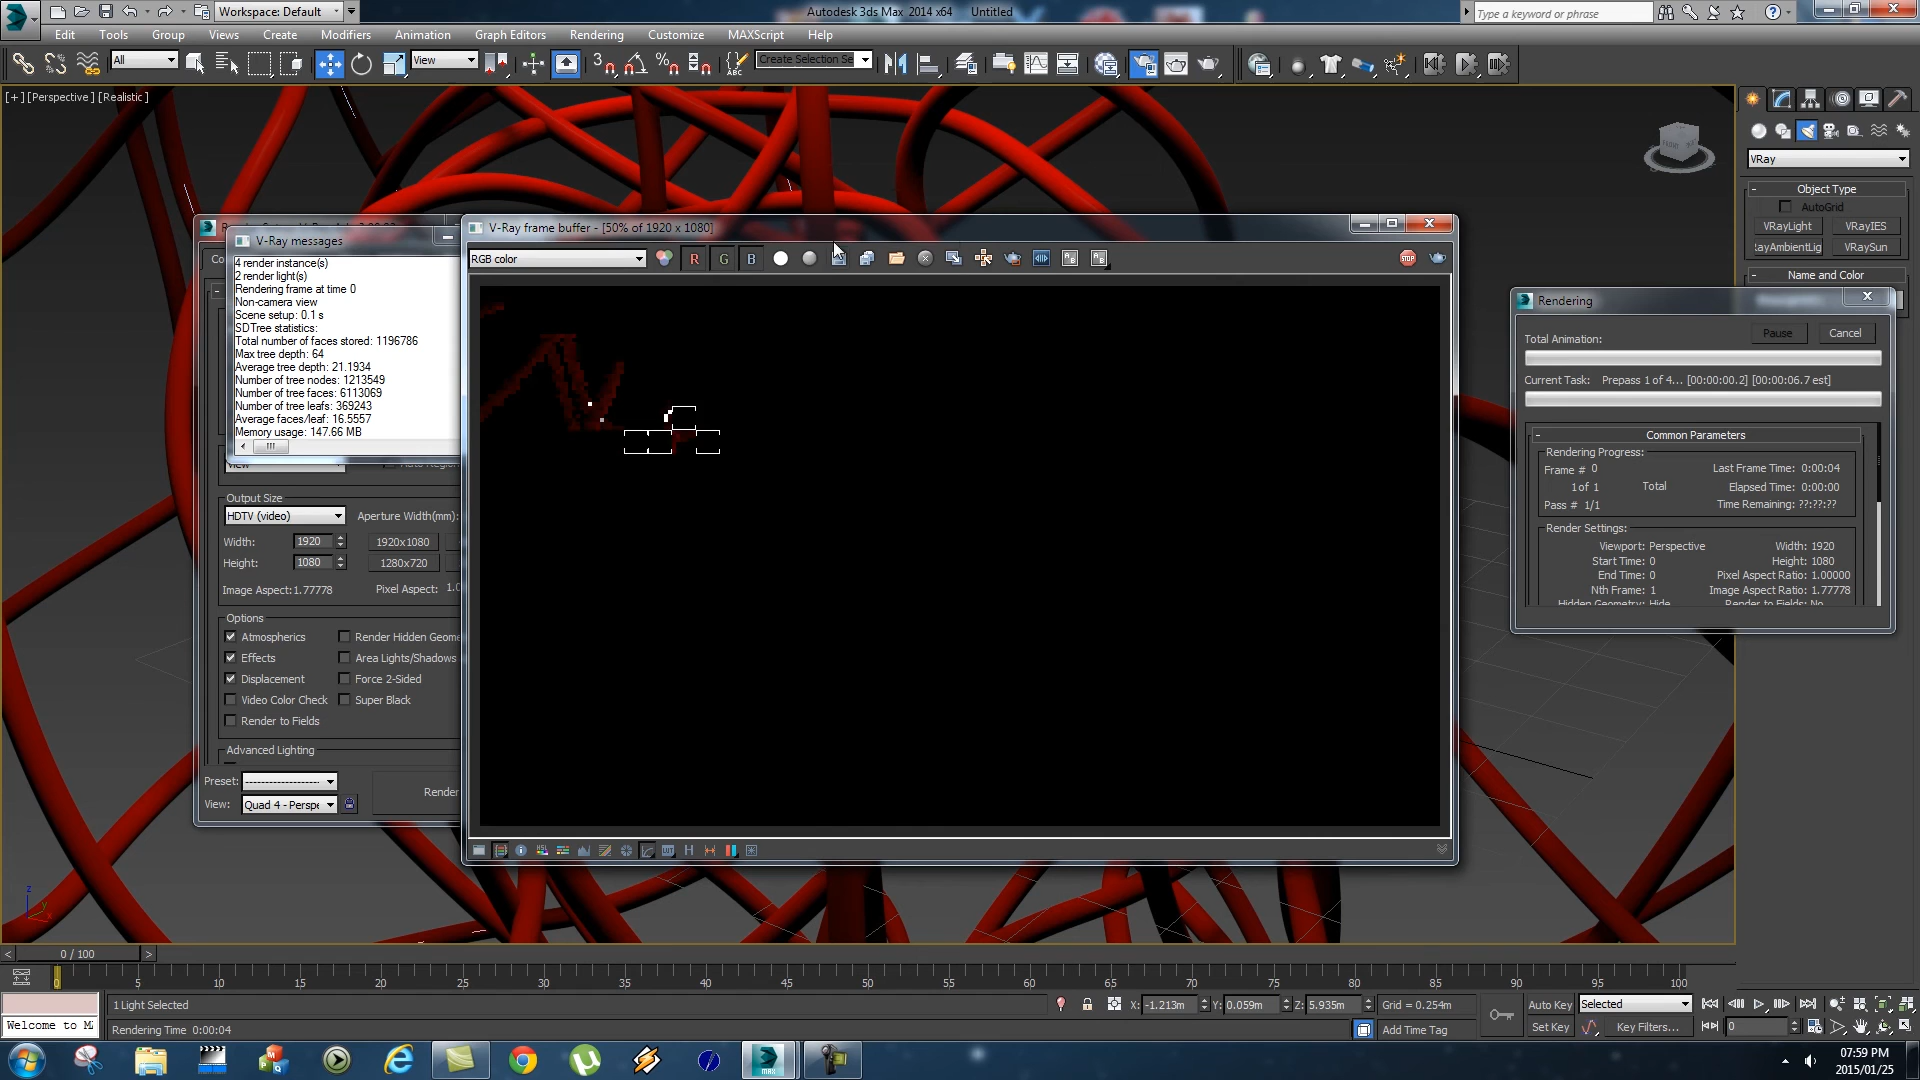 Workspace: Default
Autodesk 3ds Max 2014 x64 Untitled
Type a keyword or phrase
Edit Tools Group Views Create Modifiers Animation Graph Editors Rendering Customize MAXScript Help
All
View
Create Selection Se
[+] [Perspective] [Realistic]
VRay
Object Type
AutoGrid
VRayLight VRayIES
ayAmbientLig VRaySun
Name and Color
V-Ray messages
4 render instance(s)
2 render light(s)
Rendering frame at time 0
Non-camera view
Scene setup: 0.1 s
SDTree statistics:
Total number of faces stored: 1196786
Max tree depth: 64
Average tree depth: 21.1934
Number of tree nodes: 1213549
Number of tree faces: 6113069
Number of tree leafs: 369243
Average faces/leaf: 16.5557
Memory usage: 147.66 MB
V-Ray frame buffer - [50% of 1920 x 1080]
RGB color
R G B
STOP
Output Size
HDTV (video) Aperture Width(mm):
Width: 1920 1920x1080
Height: 1080 1280x720
Image Aspect: 1.77778 Pixel Aspect: 1.0
Options
Atmospherics Render Hidden Geome
Effects Area Lights/Shadows
Displacement Force 2-Sided
Video Color Check Super Black
Render to Fields
Advanced Lighting
Preset: --------------------
View: Quad 4 - Perspe
Render
Rendering
Pause Cancel
Total Animation:
Current Task: Prepass 1 of 4... [00:00:00.2] [00:00:06.7 est]
Common Parameters
Rendering Progress:
Frame # 0 Last Frame Time: 0:00:04
1 of 1 Total Elapsed Time: 0:00:00
Pass # 1/1 Time Remaining: ??:??:??
Render Settings:
Viewport: Perspective Width: 1920
Start Time: 0 Height: 1080
End Time: 0 Pixel Aspect Ratio: 1.00000
Nth Frame: 1 Image Aspect Ratio: 1.77778
Hidden Geometry: Hide Render to Fields: No
0 / 100
0 5 10 15 20 25 30 35 40 45 50 55 60 65 70 75 80 85 90 95 100
1 Light Selected
X: -1.213m Y: 0.059m Z: 5.935m Grid = 0.254m
Auto Key Selected
Welcome to M
Rendering Time 0:00:04
Add Time Tag
Set Key Key Filters... 0
07:59 PM
2015/01/25